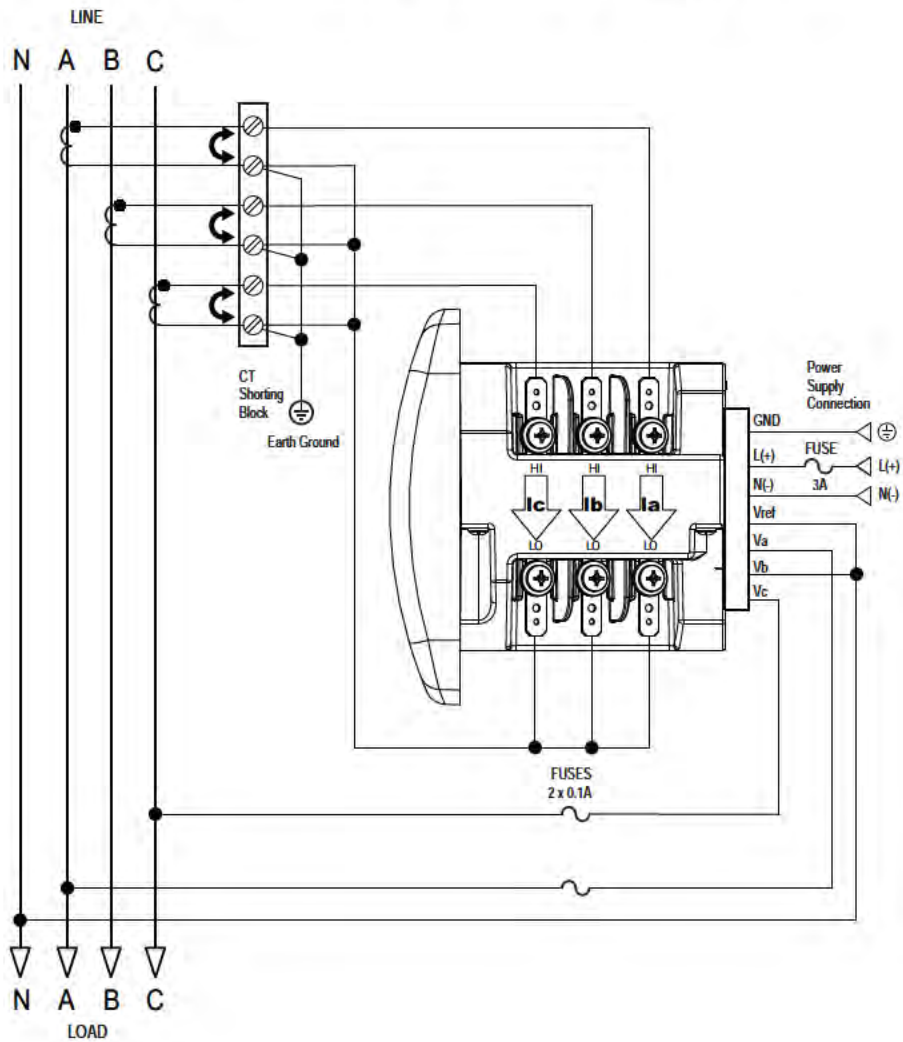 LINE
N A B C
CT
Shorting
Block
Earth Ground
Power
Supply
Connection
GND
L(+)
FUSE
3A
L(+)
N(-)
N(-)
Vref
Va
Vb
Vc
HI HI HI
Ic Ib Ia
LO LO LO
FUSES
2 x 0.1A
N A B C
LOAD